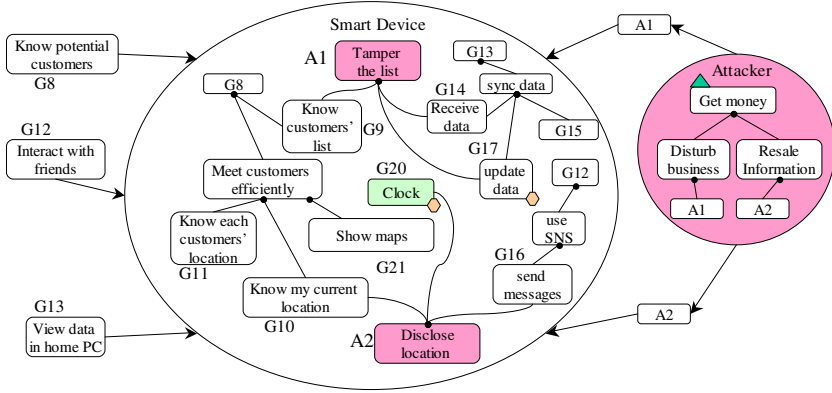 Smart Device
Know potential
customers
G8
G12
Interact with
friends
G13
View data
in home PC
A1
Tamper
the list
G8
Know
customers'
list
G9
G14
Receive
data
G13
sync data
G15
G17
update
data
G12
use
SNS
G16
send
messages
Meet customers
efficiently
G20
Clock
Know each
customers'
location
G11
Show maps
G21
Know my current
location
G10
A2
Disclose
location
A1
Attacker
Get money
Disturb
business
Resale
Information
A1
A2
A2